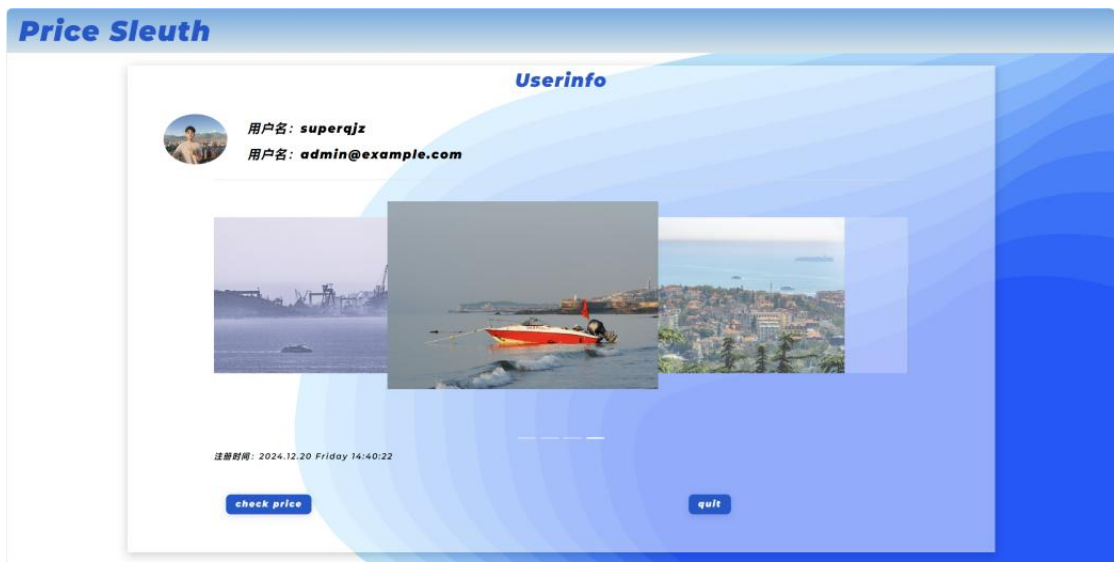 Price Sleuth
Userinfo
用户名：superqjz
用户名：admin@example.com
注册时间：2024.12.20 Friday 14:40:22
check price
quit